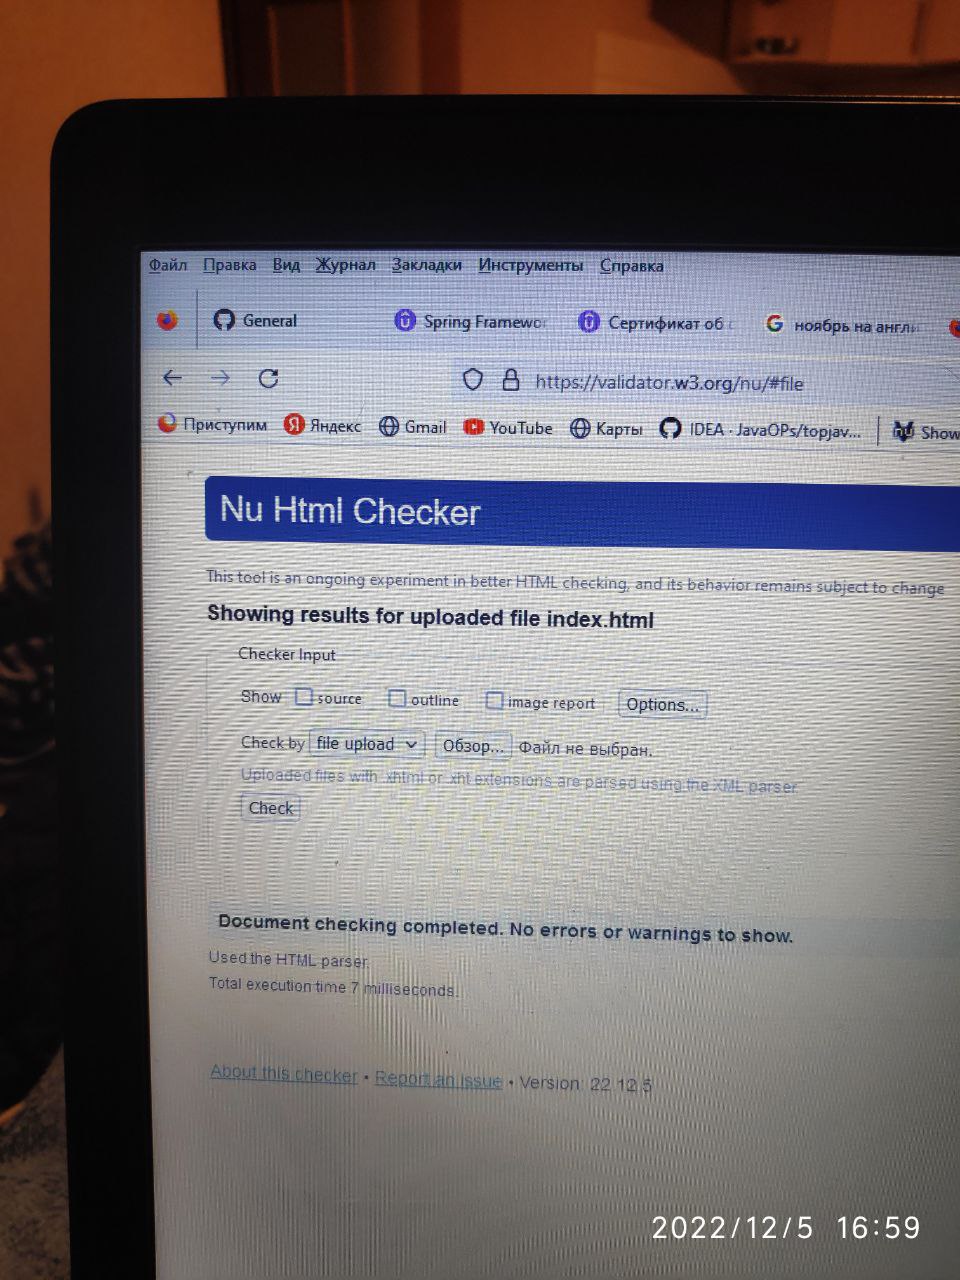 Файл Правка Вид Журнал Закладки Инструменты Справка
General Spring Framewor Сертификат об ноябрь на англи
https://validator.w3.org/nu/#file
Приступим Яндекс Gmail YouTube Карты IDEA · JavaOPs/topjav... Show
Nu Html Checker
This tool is an ongoing experiment in better HTML checking, and its behavior remains subject to change
Showing results for uploaded file index.html
Checker Input
Show source outline image report Options...
Check by file upload Обзор... Файл не выбран.
Uploaded files with .xhtml or .xht extensions are parsed using the XML parser.
Check
Document checking completed. No errors or warnings to show.
Used the HTML parser.
Total execution time 7 milliseconds.
About this checker • Report an issue • Version: 22.12.5
2022/12/5 16:59